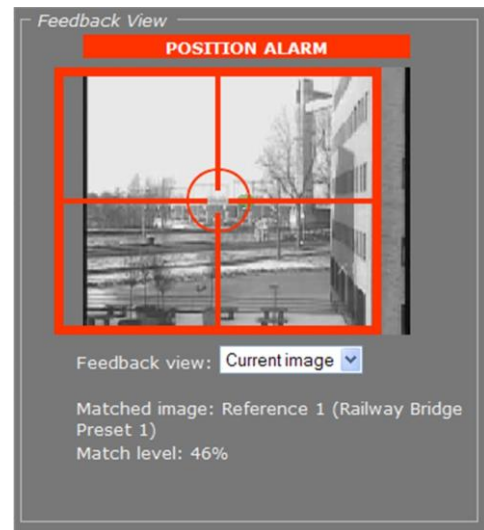 Feedback View
POSITION ALARM
Feedback view: Current image
Matched image: Reference 1 (Railway Bridge
Preset 1)
Match level: 46%